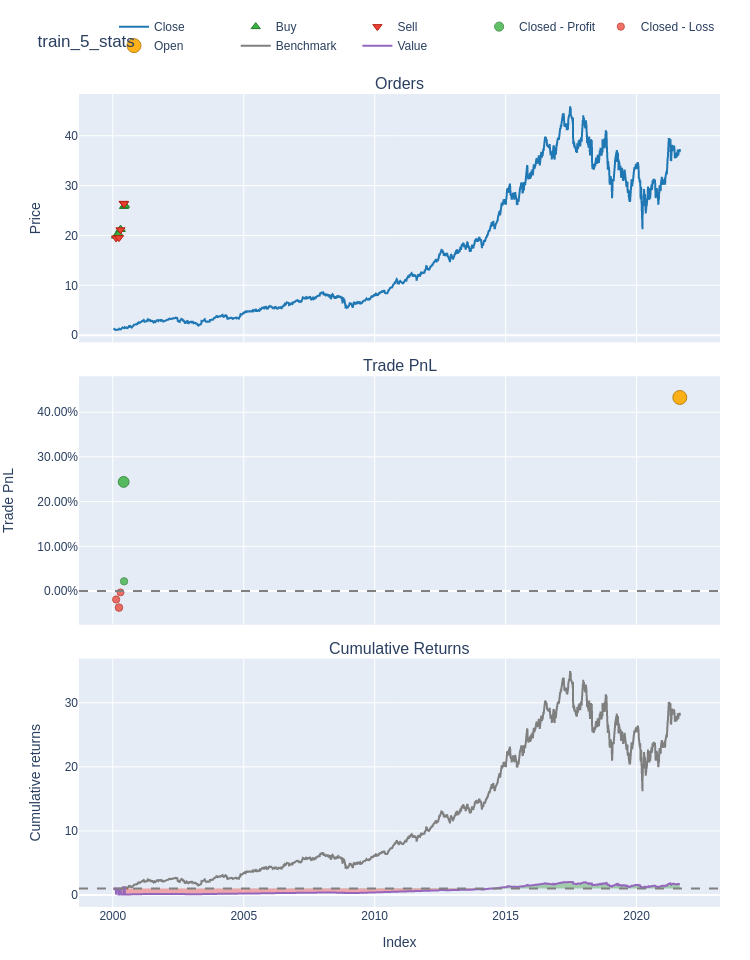 train_5_stats
Close
Buy
Sell
Closed - Profit
Closed - Loss
Open
Benchmark
Value
Orders
Price
40
30
20
10
0
Trade PnL
Trade PnL
40.00%
30.00%
20.00%
10.00%
0.00%
Cumulative Returns
Cumulative returns
30
20
10
0
2000 2005 2010 2015 2020
Index